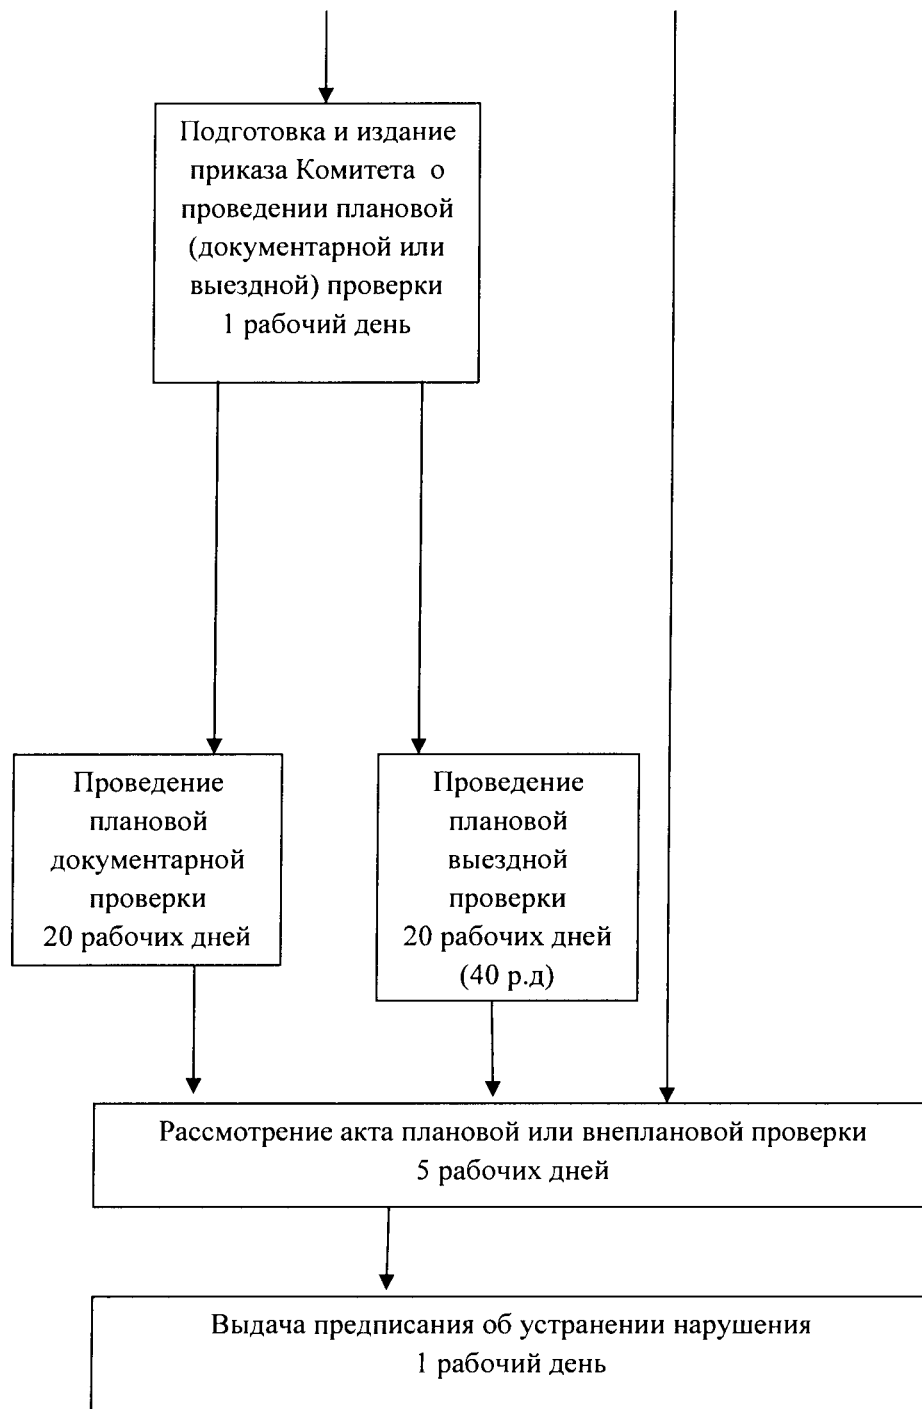 Подготовка и издание
приказа Комитета о
проведении плановой
(документарной или
выездной) проверки
1 рабочий день
Проведение
плановой
документарной
проверки
20 рабочих дней
Проведение
плановой
выездной
проверки
20 рабочих дней
(40 р.д)
Рассмотрение акта плановой или внеплановой проверки
5 рабочих дней
Выдача предписания об устранении нарушения
1 рабочий день